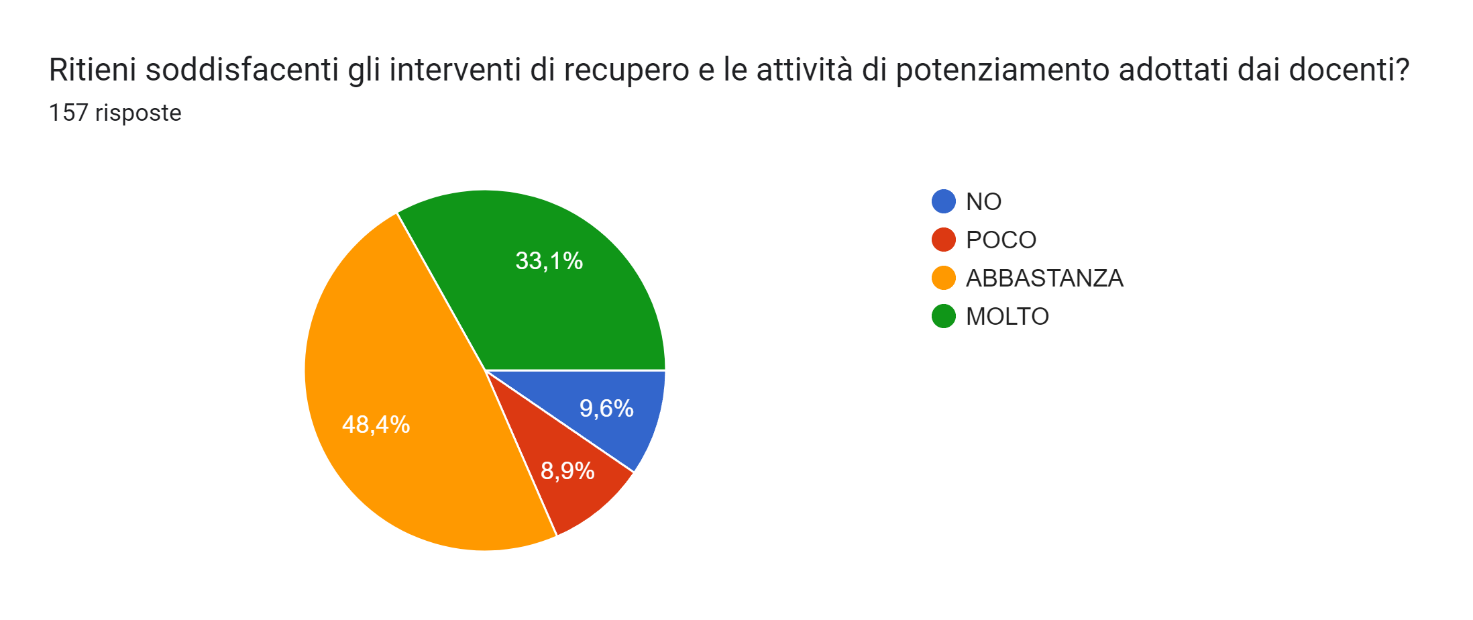 Ritieni soddisfacenti gli interventi di recupero e le attività di potenziamento adottati dai docenti?
157 risposte
33,1%
9,6%
48,4%
8,9%
NO
POCO
ABBASTANZA
MOLTO